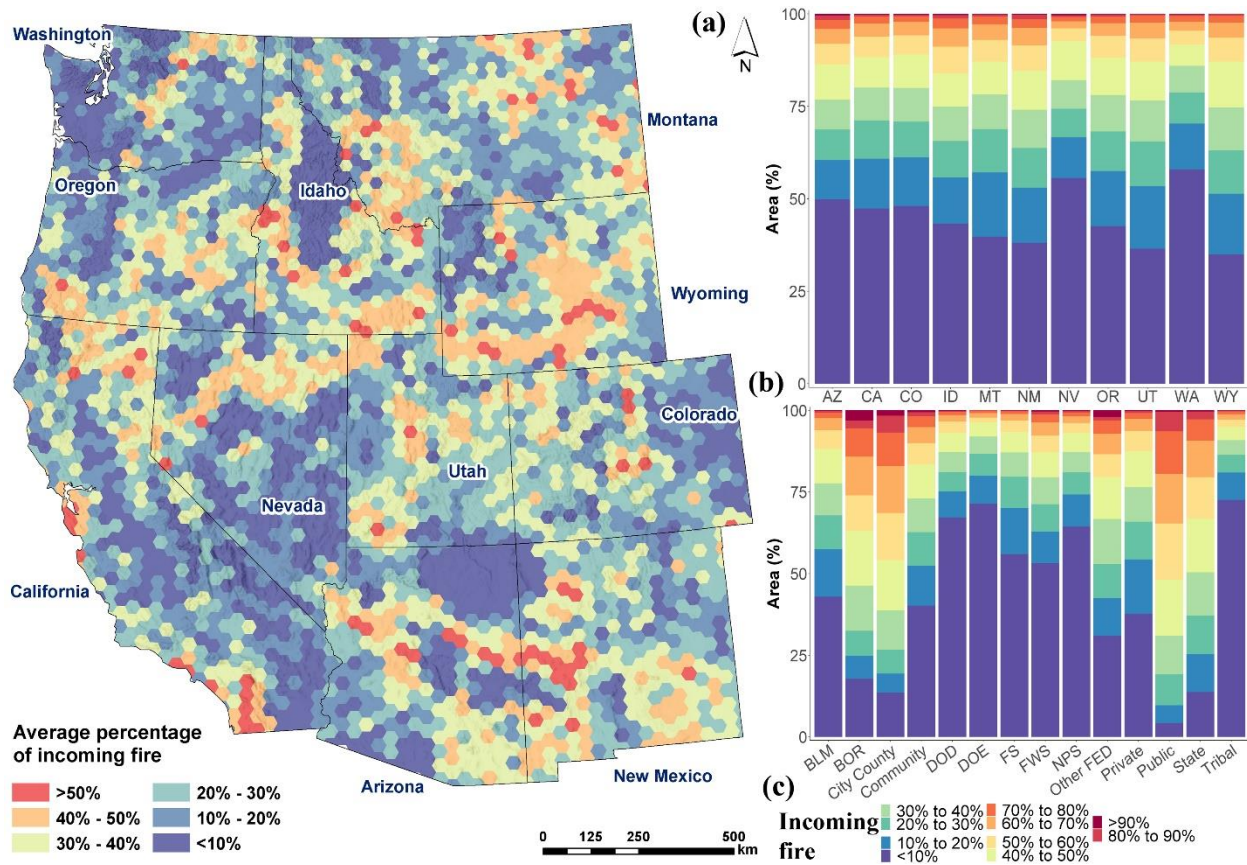 Washington
Oregon
Idaho
Montana
Wyoming
Nevada
Utah
Colorado
California
Arizona
New Mexico
Average percentage
of incoming fire
>50%
40% - 50%
30% - 40%
20% - 30%
10% - 20%
<10%
0 125 250 500
km
N
(a)
100
75
50
25
0
Area (%)
AZ CA CO ID MT NM NV OR UT WA WY
(b)
100
75
50
25
0
Area (%)
BLM BOR City County Community DOD DOE FS FWS NPS Other FED Private Public State Tribal
(c)
Incoming
fire
30% to 40%
20% to 30%
10% to 20%
<10%
70% to 80%
60% to 70%
50% to 60%
40% to 50%
>90%
80% to 90%